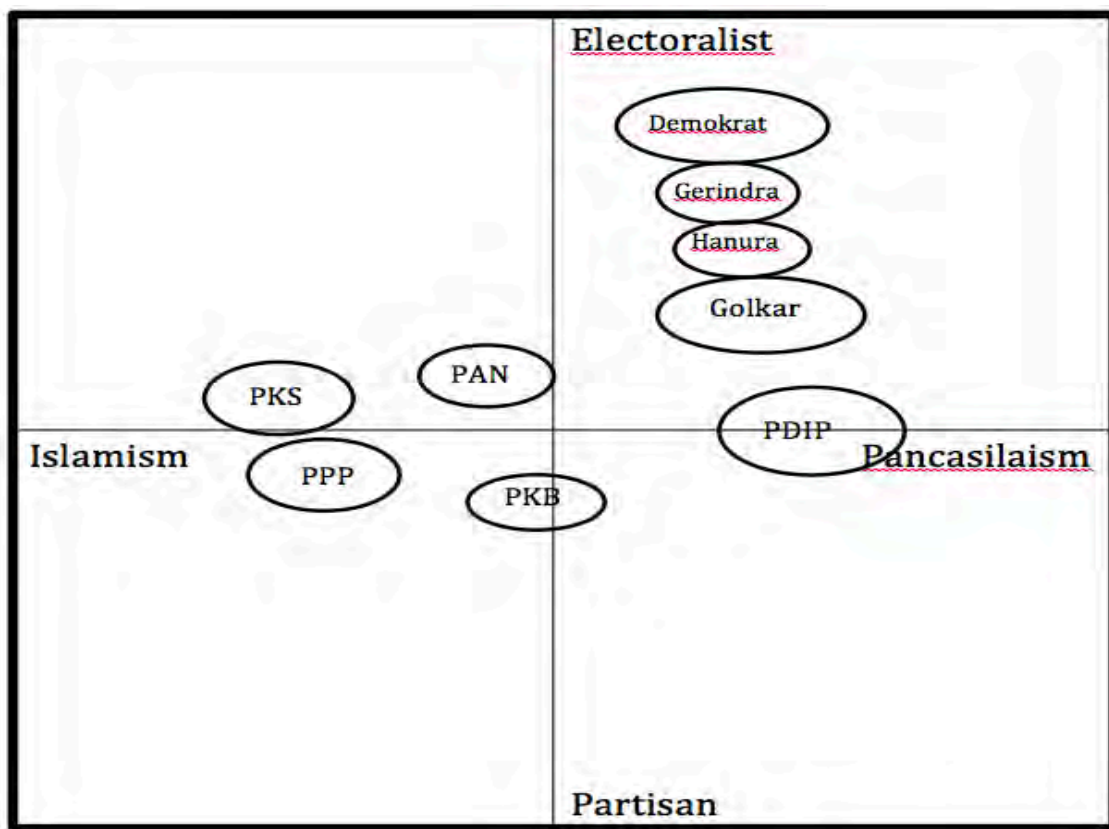 Electoralist
Demokrat
Gerindra
Hanura
Golkar
PAN
PKS
PDIP
Islamism
Pancasilaism
PPP
PKB
Partisan